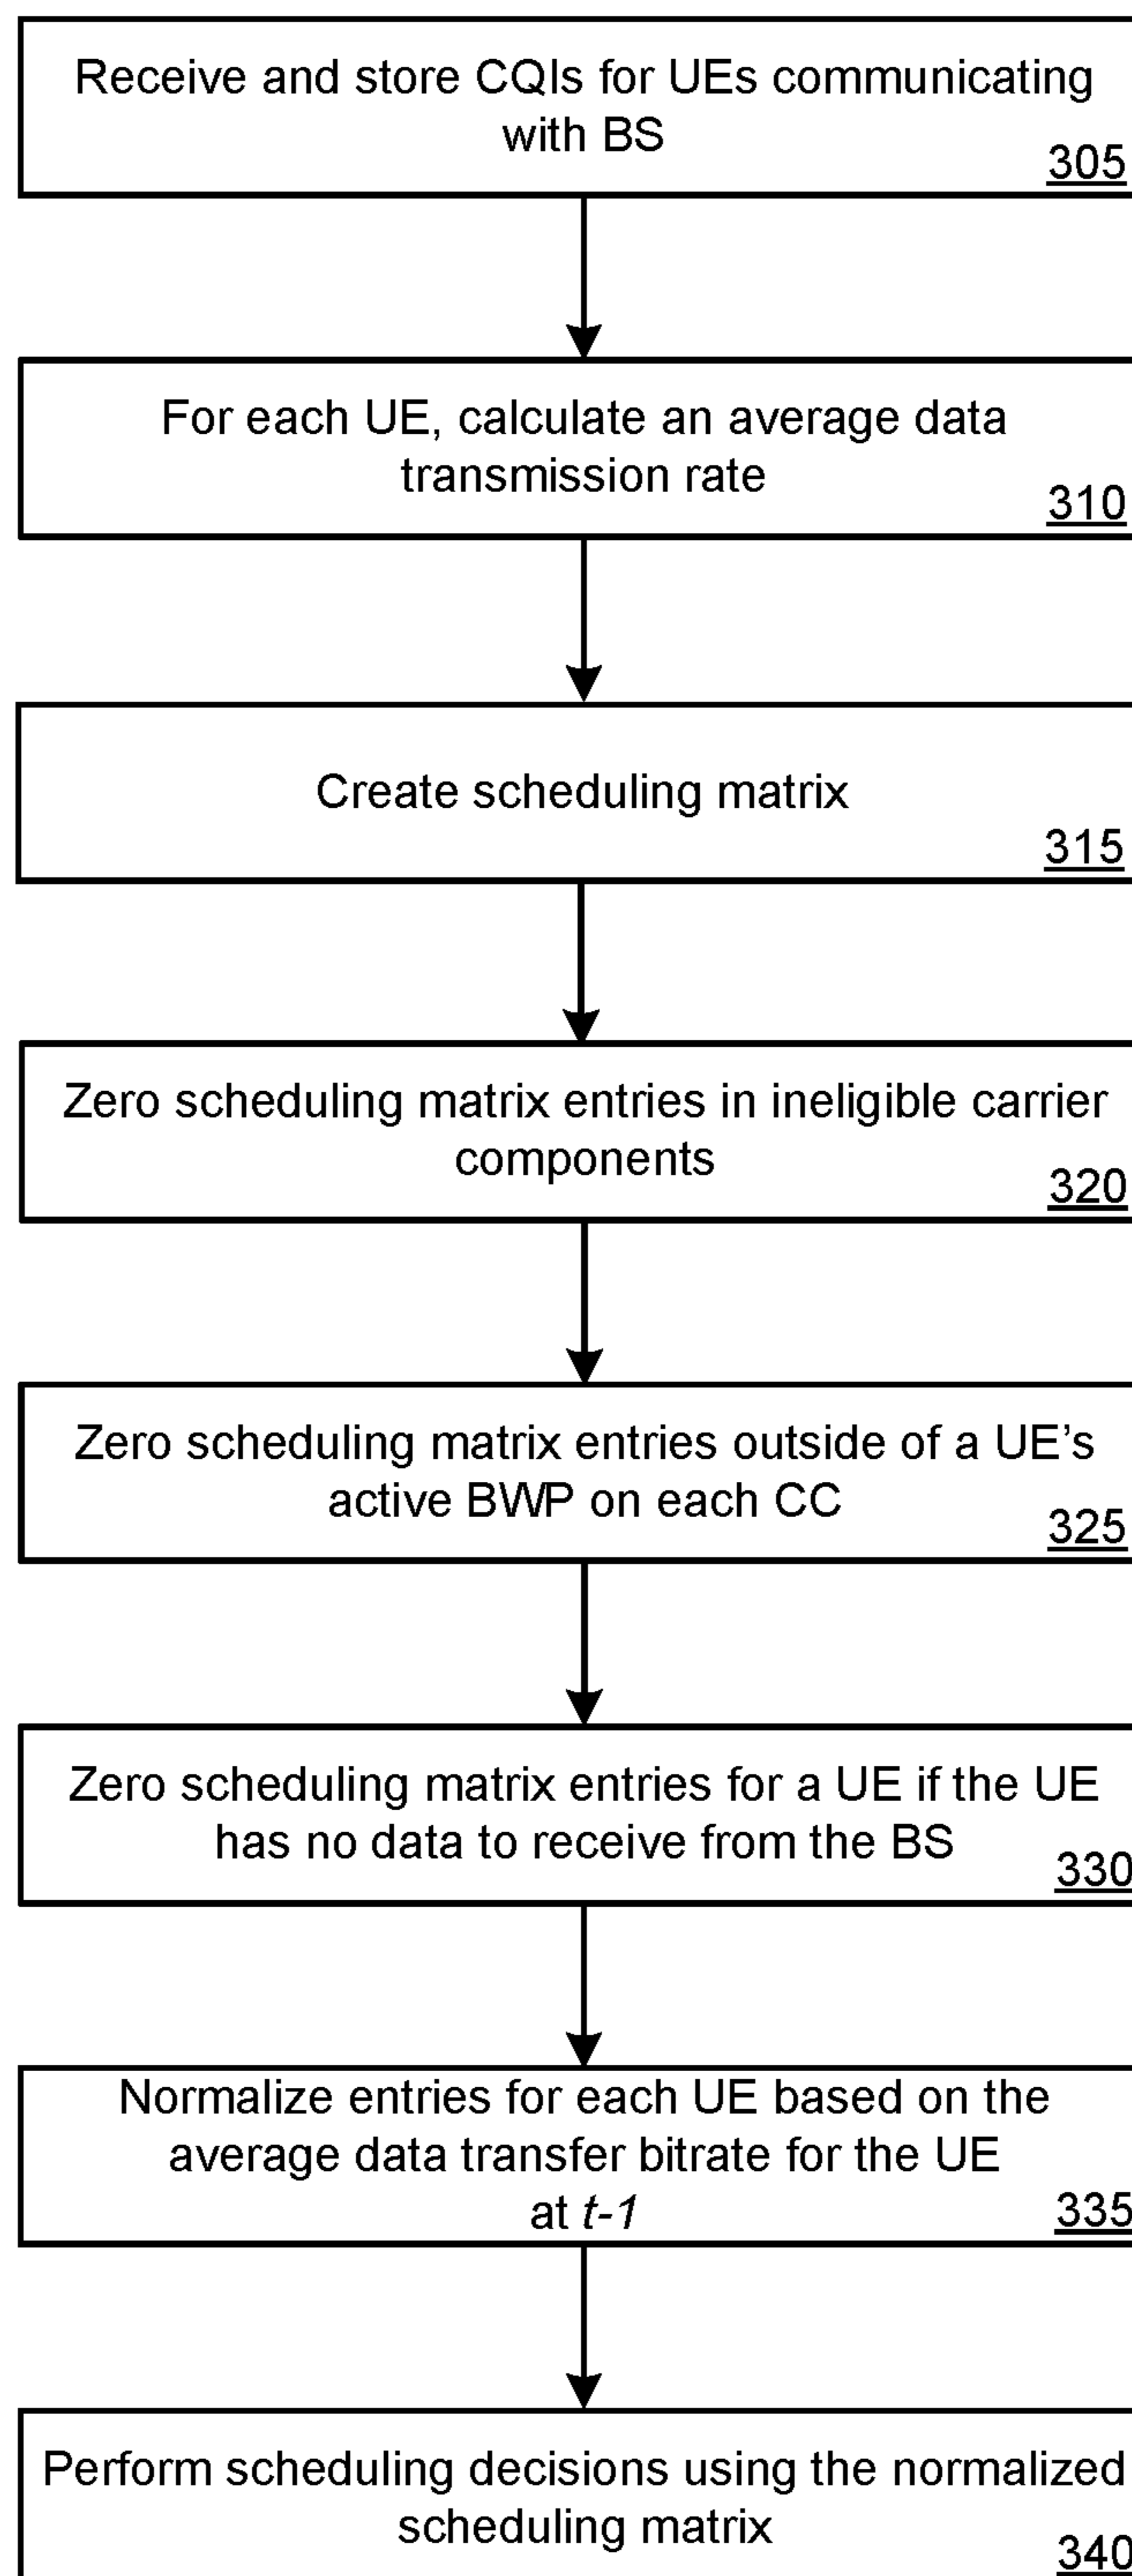 Receive and store CQIs for UEs communicating
with BS
305
For each UE, calculate an average data
transmission rate
310
Create scheduling matrix
315
Zero scheduling matrix entries in ineligible carrier
components
320
Zero scheduling matrix entries outside of a UE's
active BWP on each CC
325
Zero scheduling matrix entries for a UE if the UE
has no data to receive from the BS
330
Normalize entries for each UE based on the
average data transfer bitrate for the UE
at t-1
335
Perform scheduling decisions using the normalized
scheduling matrix
340